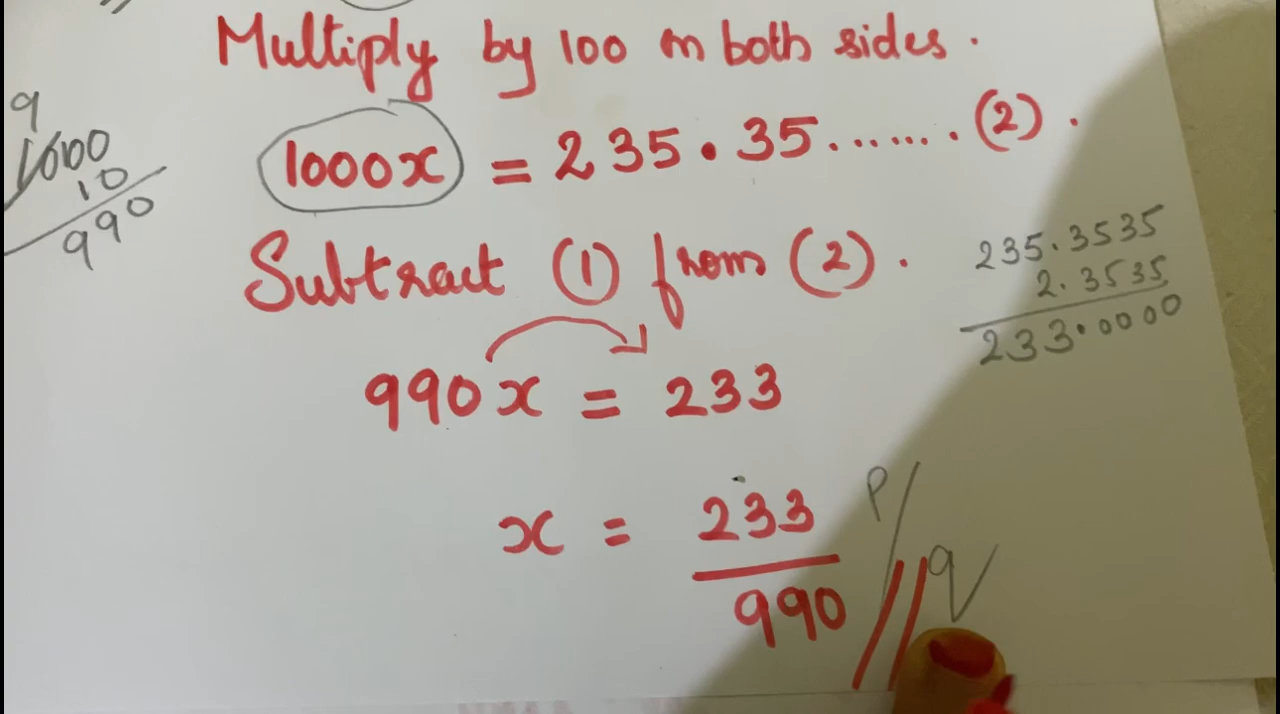 Multiply by 100 on both sides.
9
1000
10
990
1000x = 235.35....... (2).
Subtract (1) from (2).
235.3535
2.3535
233.0000
990x = 233
x = 233
990
p/q